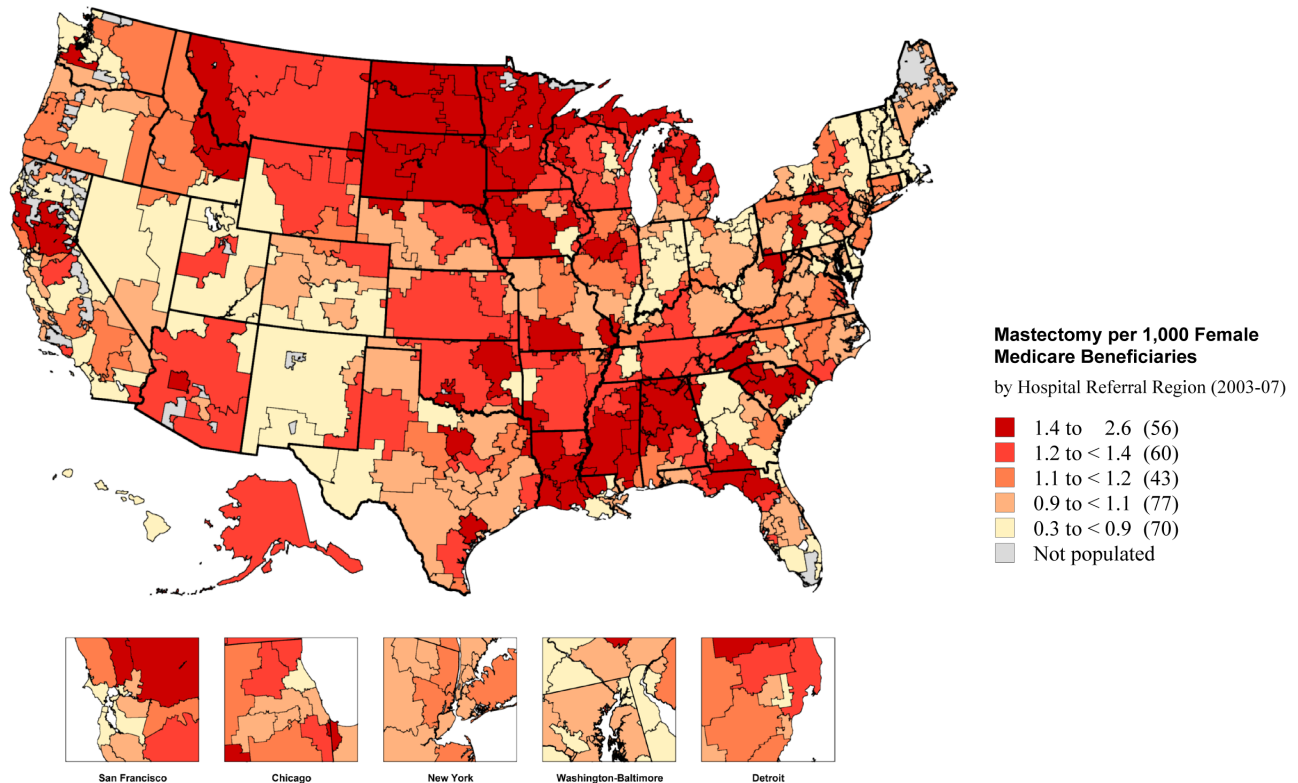 Mastectomy per 1,000 Female
Medicare Beneficiaries
by Hospital Referral Region (2003-07)
1.4 to 2.6 (56)
1.2 to < 1.4 (60)
1.1 to < 1.2 (43)
0.9 to < 1.1 (77)
0.3 to < 0.9 (70)
Not populated
San Francisco
Chicago
New York
Washington-Baltimore
Detroit